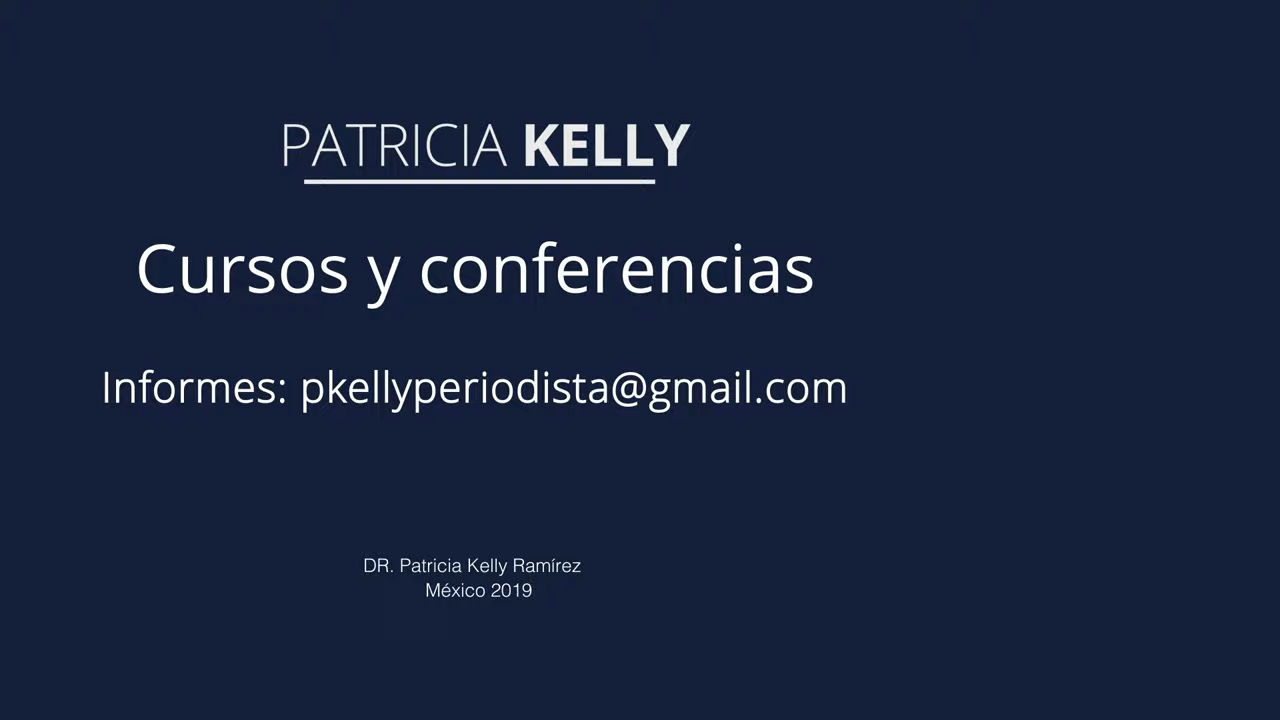 PATRICIA KELLY
Cursos y conferencias
Informes: pkellyperiodista@gmail.com
DR. Patricia Kelly Ramírez
México 2019